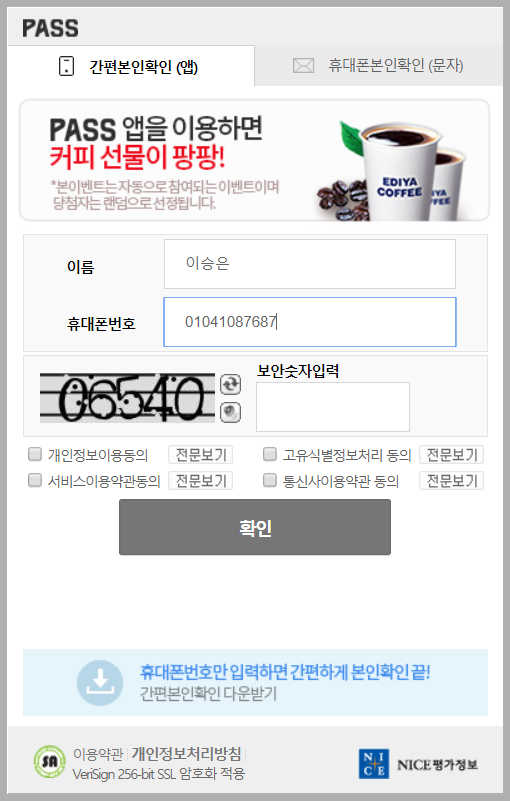 PASS
간편본인확인 (앱)
휴대폰본인확인 (문자)
PASS 앱을 이용하면
커피 선물이 팡팡!
*본이벤트는 자동으로 참여되는 이벤트이며
당첨자는 랜덤으로 선정됩니다.
EDIYA
COFFEE
이름
이승은
휴대폰번호
01041087687
06540
보안숫자입력
개인정보이용동의 전문보기
고유식별정보처리 동의 전문보기
서비스이용약관동의 전문보기
통신사이용약관 동의 전문보기
확인
휴대폰번호만 입력하면 간편하게 본인확인 끝!
간편본인확인 다운받기
SA
이용약관 | 개인정보처리방침 |
VeriSign 256-bit SSL 암호화 적용
NICE
NICE평가정보